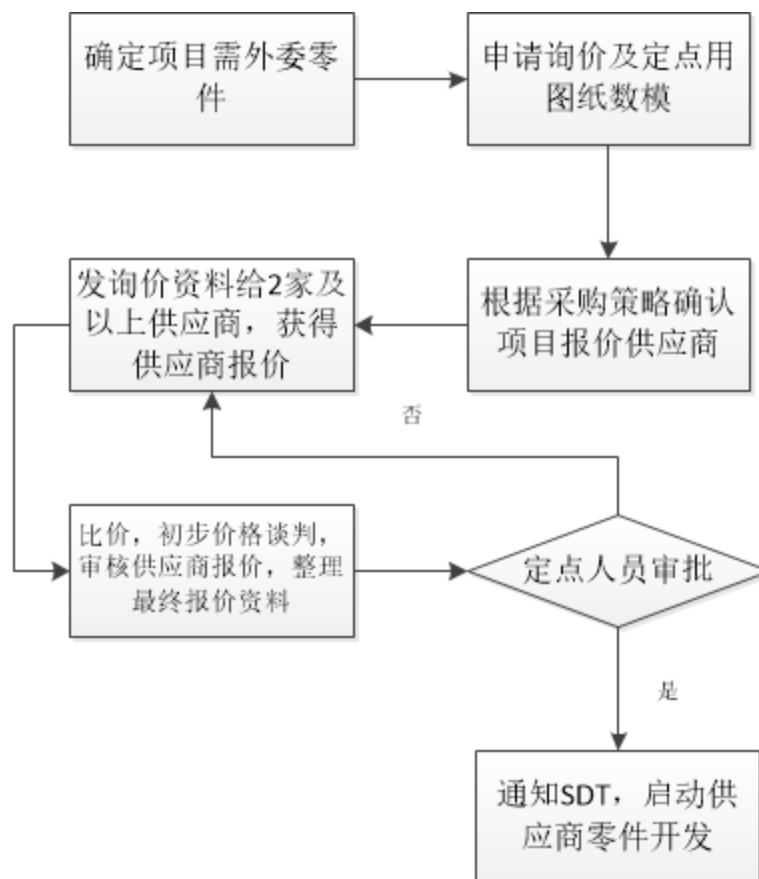 确定项目需外委零
件
申请询价及定点用
图纸数模
根据采购策略确认
项目报价供应商
发询价资料给2家及
以上供应商，获得
供应商报价
否
比价，初步价格谈判，
审核供应商报价，整理
最终报价资料
定点人员审批
是
通知SDT，启动供
应商零件开发